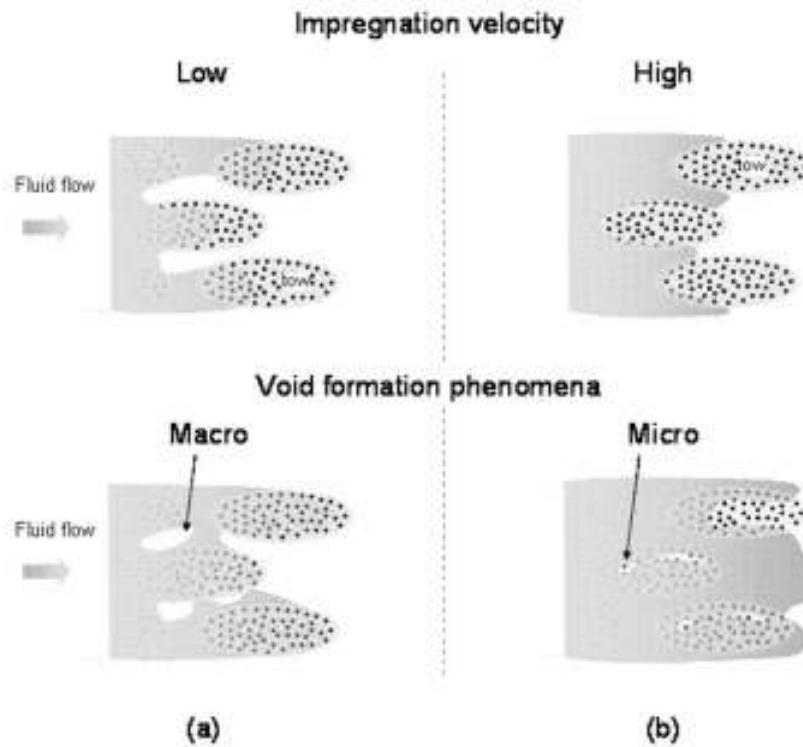 Impregnation velocity
Low
High
Fluid flow
tow
tow
Void formation phenomena
Macro
Micro
Fluid flow
(a)
(b)